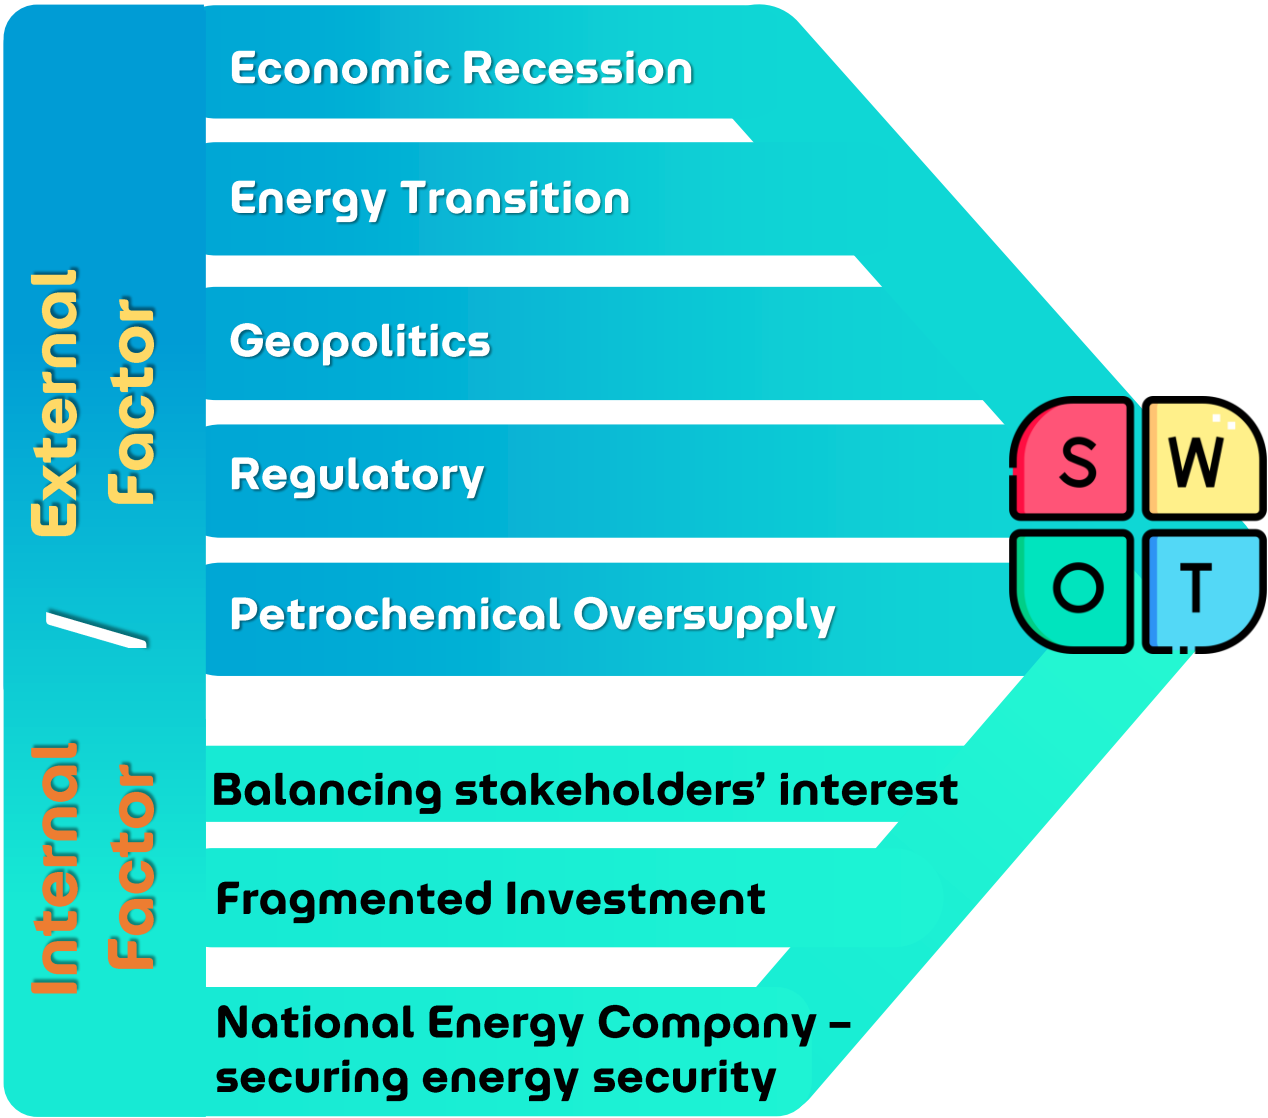 Economic Recession
Energy Transition
Geopolitics
Regulatory
Petrochemical Oversupply
Balancing stakeholders’ interest
Fragmented Investment
National Energy Company –
securing energy security
Internal / External
Factor Factor
S W
O T